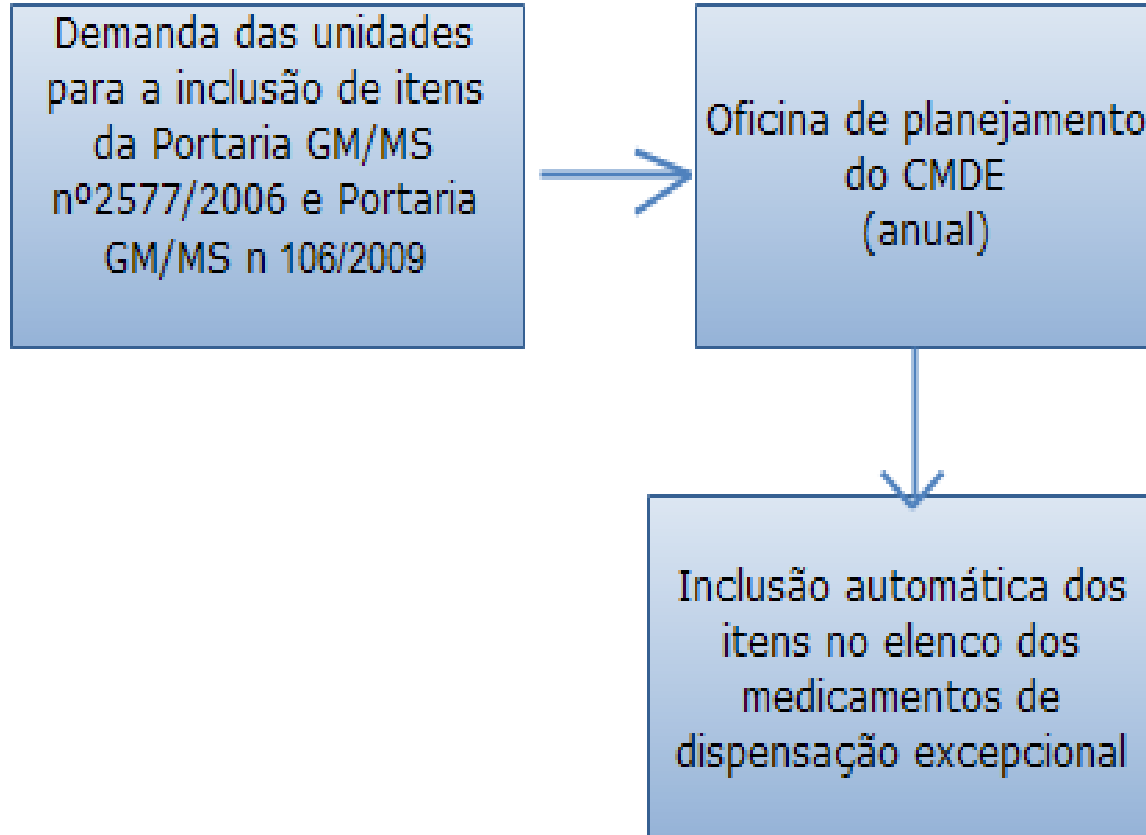 Demanda das unidades
para a inclusão de itens
da Portaria GM/MS
nº2577/2006 e Portaria
GM/MS n 106/2009
Oficina de planejamento
do CMDE
(anual)
Inclusão automática dos
itens no elenco dos
medicamentos de
dispensação excepcional